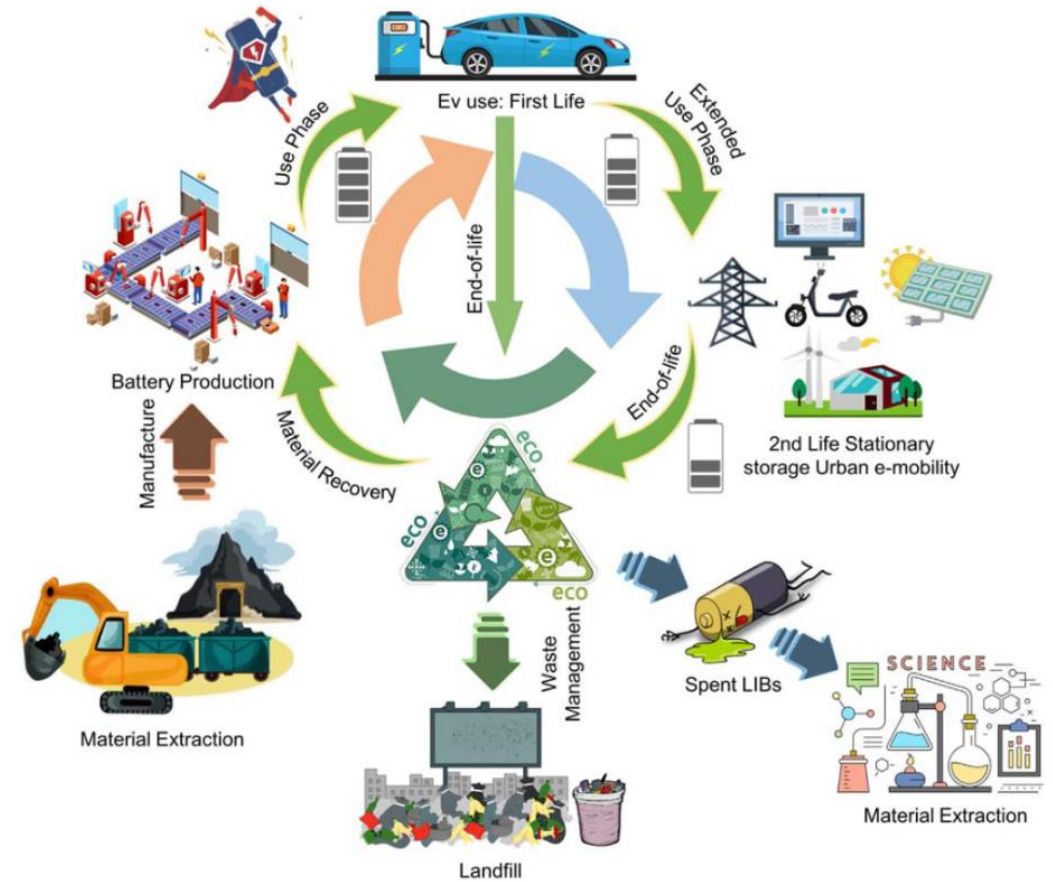 Ev use: First Life
Use Phase
Extended
Use Phase
End-of-life
Battery Production
End-of-life
2nd Life Stationary
storage Urban e-mobility
Manufacture
Material Recovery
eco
eco
eco
e
e
e
Waste
Management
Spent LIBs
SCIENCE
Material Extraction
Material Extraction
Landfill